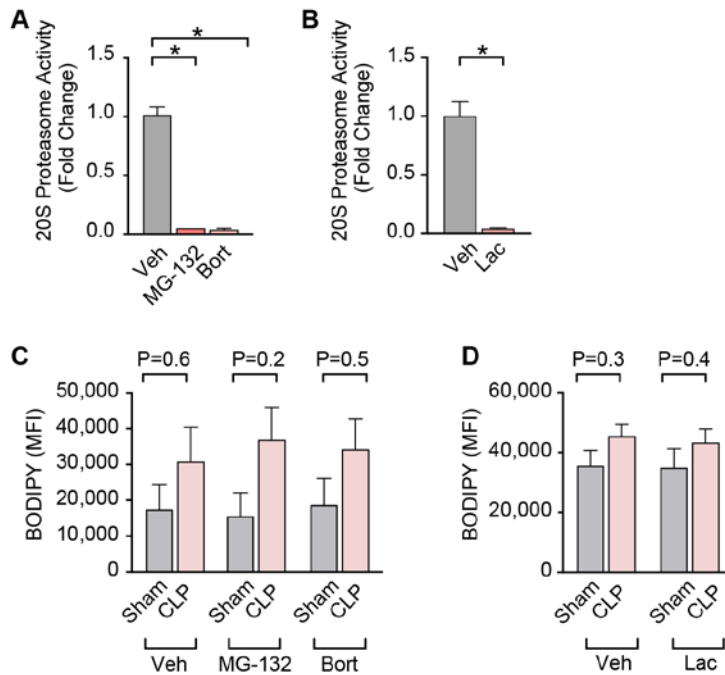 A
*
*
20S Proteasome Activity
(Fold Change)
1.5
1.0
0.5
0.0
Veh
MG-132
Bort
B
*
20S Proteasome Activity
(Fold Change)
1.5
1.0
0.5
0.0
Veh
Lac
C
P=0.6
P=0.2
P=0.5
BODIPY (MFI)
50,000
40,000
30,000
20,000
10,000
0
Sham
CLP
Sham
CLP
Sham
CLP
Veh
MG-132
Bort
D
P=0.3
P=0.4
BODIPY (MFI)
60,000
40,000
20,000
0
Sham
CLP
Sham
CLP
Veh
Lac